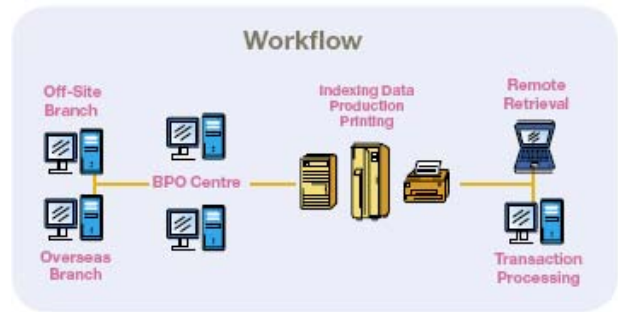 Workflow
Off-Site
Branch
BPO Centre
Overseas
Branch
Indexing Data
Production
Printing
Remote
Retrieval
Transaction
Processing